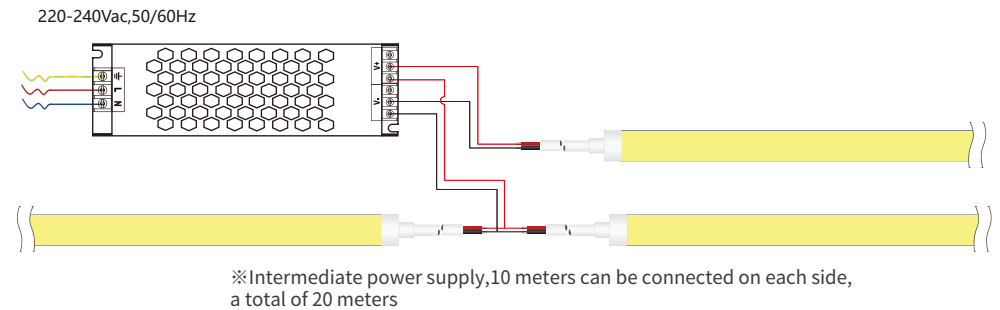 220-240Vac,50/60Hz
V+
V-
L
N
※Intermediate power supply,10 meters can be connected on each side,
a total of 20 meters